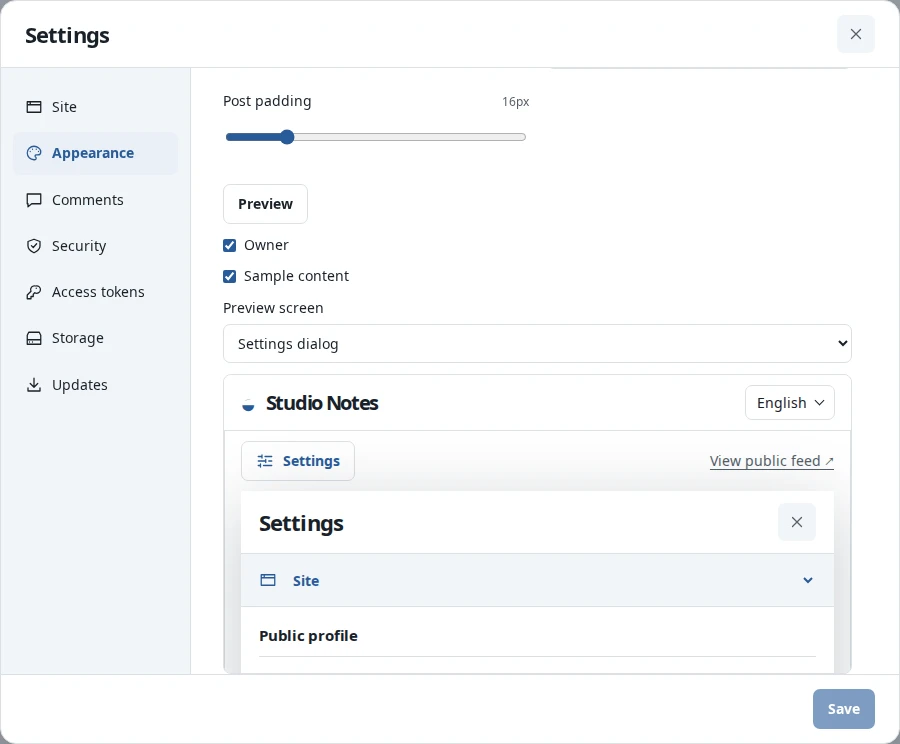 Settings
Site
Appearance
Comments
Security
Access tokens
Storage
Updates
Post padding
16px
Preview
Owner
Sample content
Preview screen
Settings dialog
Studio Notes
English
Settings
View public feed ↗
Settings
Site
Public profile
Save